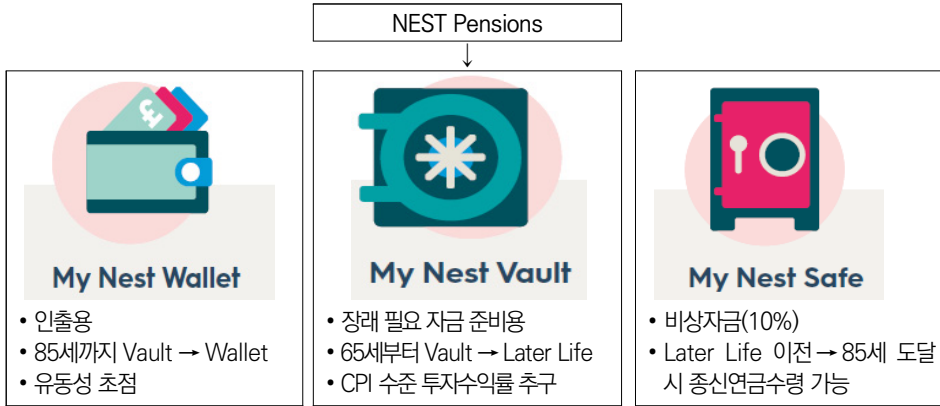 NEST Pensions
£
My Nest Wallet
• 인출용
• 85세까지 Vault → Wallet
• 유동성 초점
My Nest Vault
• 장래 필요 자금 준비용
• 65세부터 Vault → Later Life
• CPI 수준 투자수익률 추구
My Nest Safe
• 비상자금(10%)
• Later Life 이전 → 85세 도달
시 종신연금수령 가능